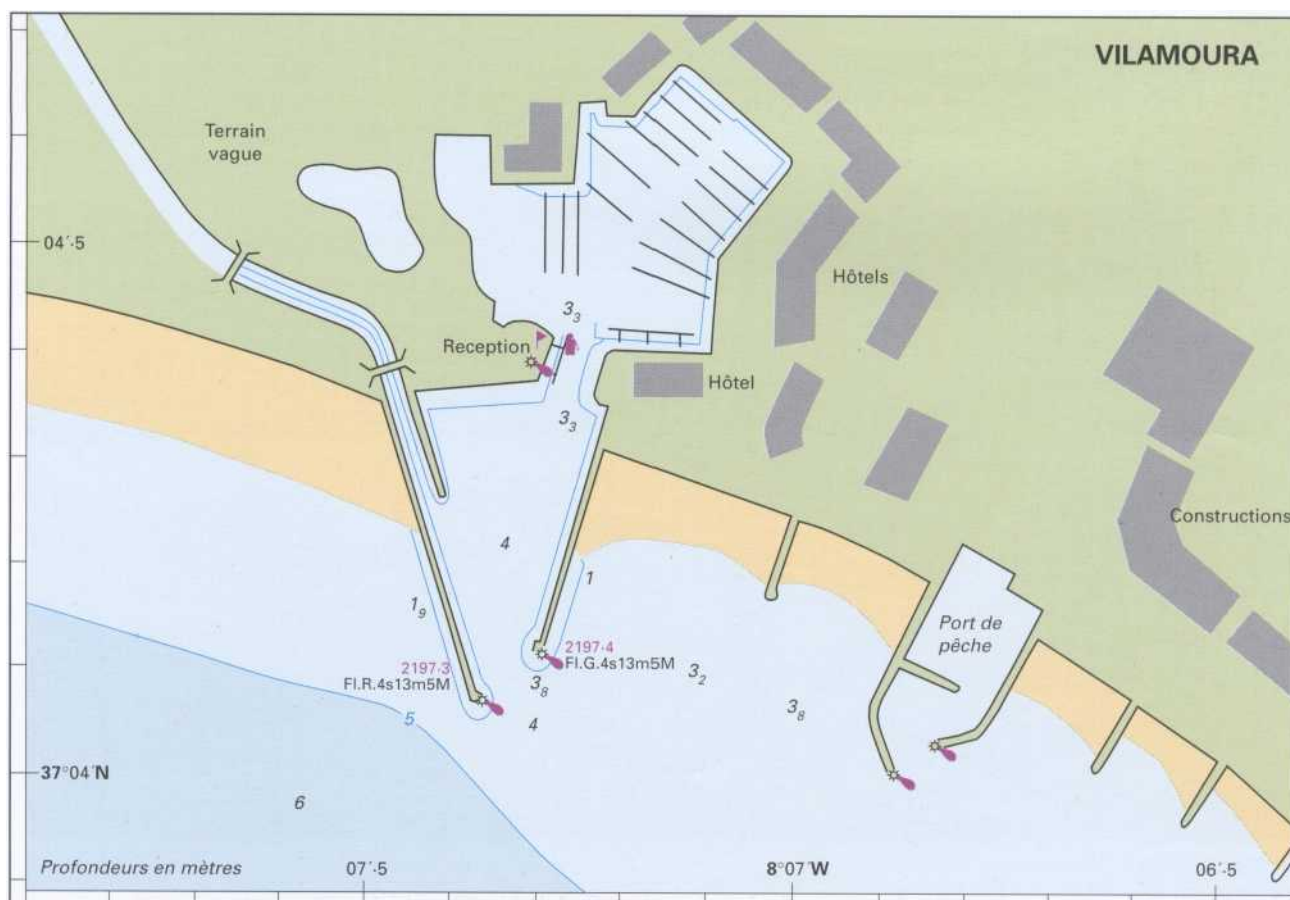 VILAMOURA
Terrain
vague
04´·5
Hôtels
3₃
Reception
Hôtel
3₃
Constructions
4
1
1₉
Port de
pêche
2197·4
Fl.G.4s13m5M
2197·3
Fl.R.4s13m5M
3₈
3₂
3₈
4
5
37°04´N
6
Profondeurs en mètres
07´·5
8°07´W
06´·5